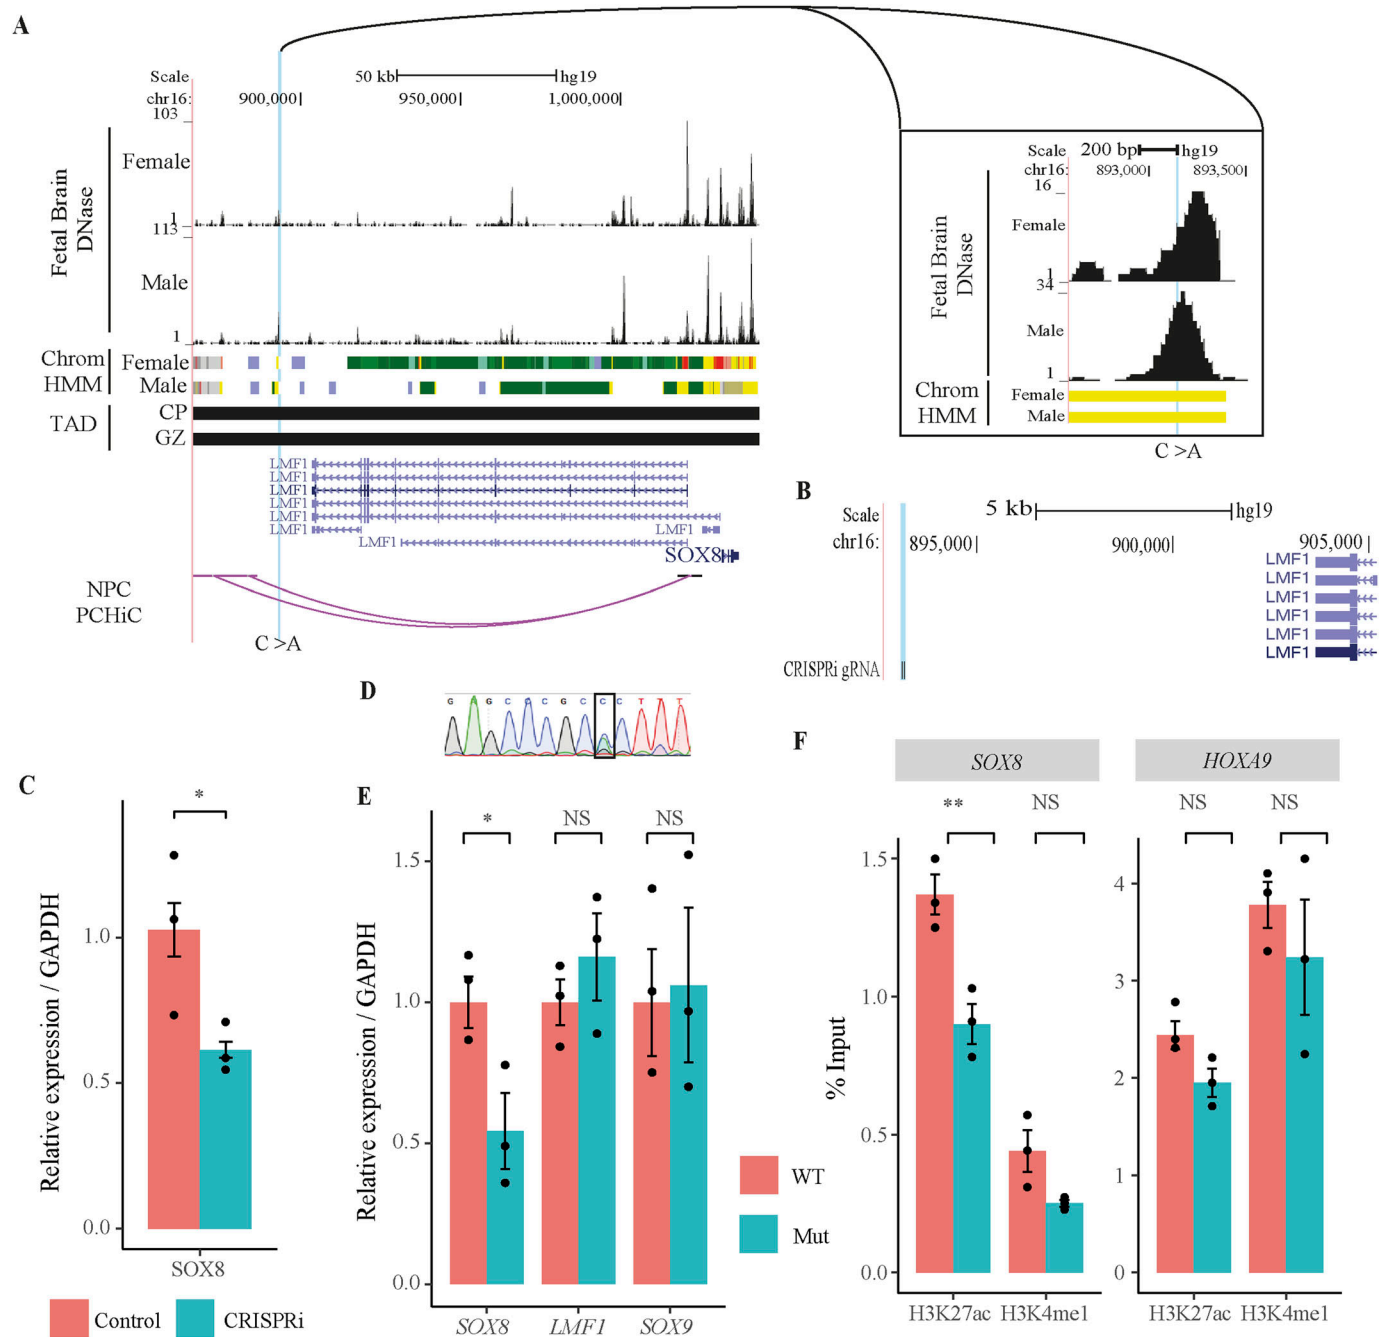 A
Scale 50 kb hg19
chr16: 900,000 950,000 1,000,000
103
Female
1
113
Male
1
Fetal Brain
DNase
Chrom
HMM
Female
Male
TAD
CP
GZ
LMF1
LMF1
LMF1
LMF1
LMF1
LMF1 LMF1
LMF1
SOX8
NPC
PCHiC
C >A
Scale 200 bp hg19
chr16: 893,000 893,500
16
Female
1
34
Male
1
Fetal Brain
DNase
Chrom
HMM
Female
Male
C >A
B
Scale 5 kb hg19
chr16: 895,000 900,000 905,000
LMF1
LMF1
LMF1
LMF1
LMF1
LMF1
CRISPRi gRNA
C
*
Relative expression / GAPDH
1.0
0.5
0.0
SOX8
Control CRISPRi
D
G A G C C C G C C C T T T
E
* NS NS
Relative expression / GAPDH
1.5
1.0
0.5
0.0
SOX8 LMF1 SOX9
WT
Mut
F
SOX8 HOXA9
** NS NS NS
% Input
1.5
1.0
0.5
0.0
4
3
2
1
0
H3K27ac H3K4me1 H3K27ac H3K4me1